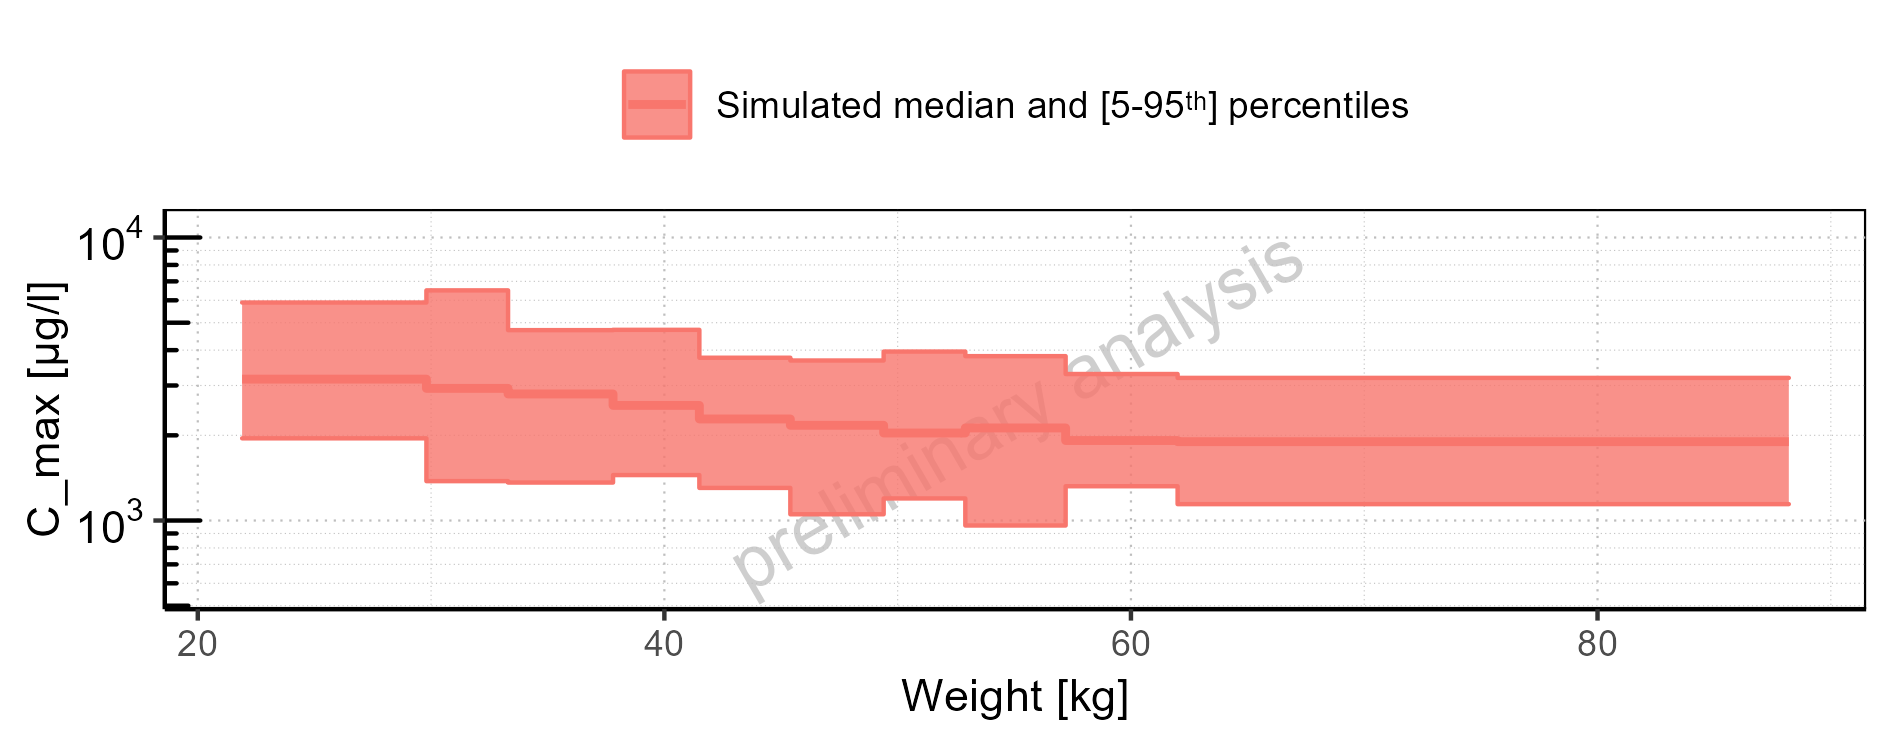 Simulated median and [5-95th] percentiles
10^4
10^3
C_max [µg/l]
preliminary analysis
20 40 60 80
Weight [kg]